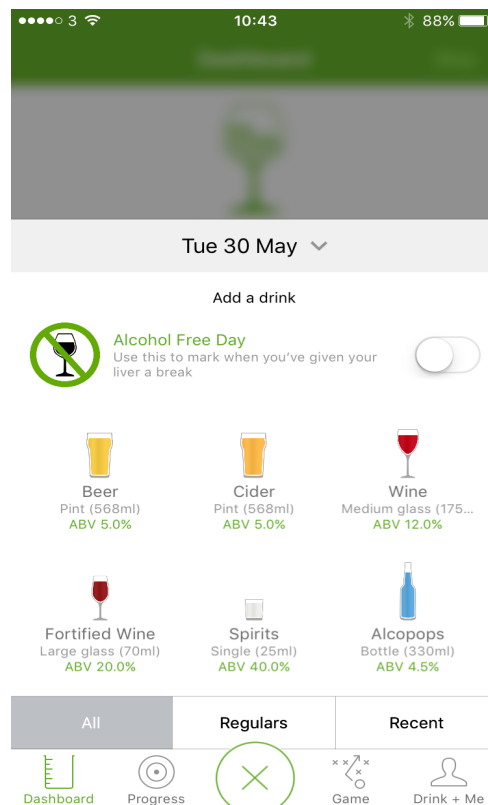 3 10:43 88%
Tue 30 May
Add a drink
Alcohol Free Day
Use this to mark when you've given your
liver a break
Beer Cider Wine
Pint (568ml) Pint (568ml) Medium glass (175...
ABV 5.0% ABV 5.0% ABV 12.0%
Fortified Wine Spirits Alcopops
Large glass (70ml) Single (25ml) Bottle (330ml)
ABV 20.0% ABV 40.0% ABV 4.5%
All Regulars Recent
Dashboard Progress Game Drink + Me